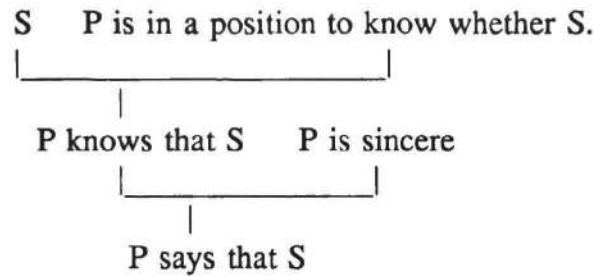 S P is in a position to know whether S.
P knows that S P is sincere
P says that S